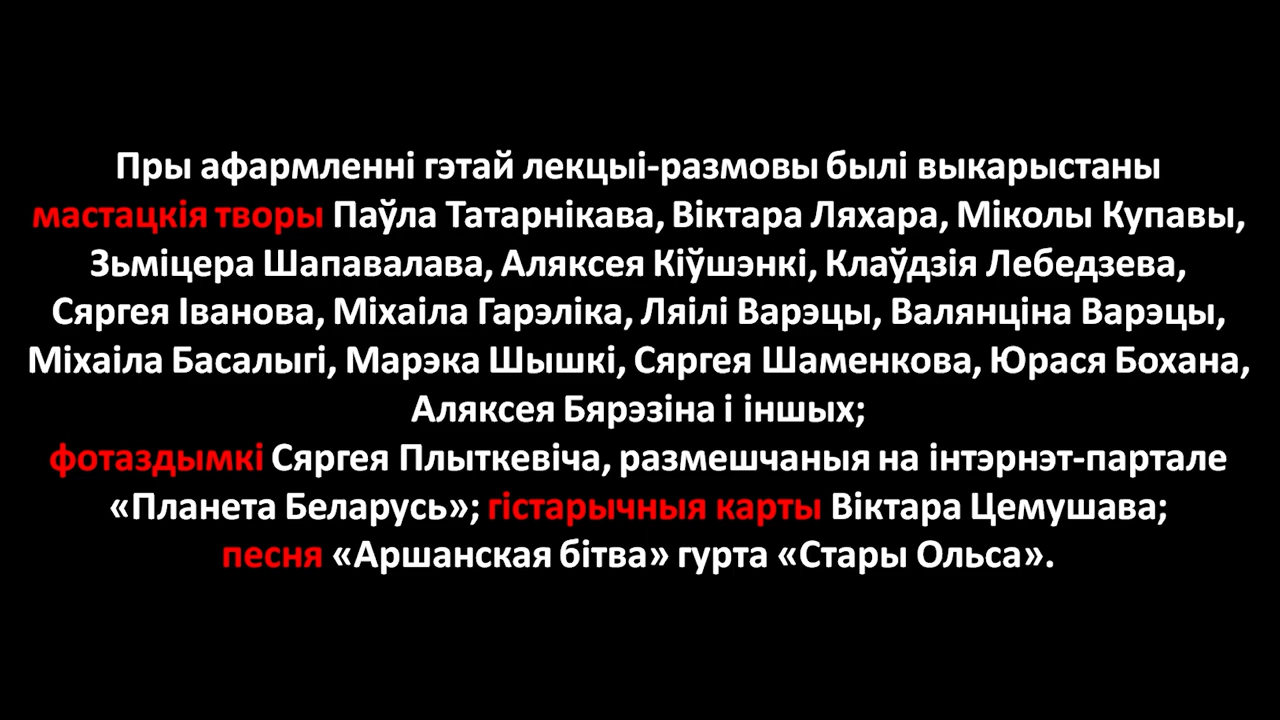 Пры афармленні гэтай лекцыі-размовы былі выкарыстаны
мастацкія творы Паўла Татарнікава, Віктара Ляхара, Міколы Купавы,
Зьміцера Шапавалава, Аляксея Кіўшэнкі, Клаўдзія Лебедзева,
Сяргея Іванова, Міхаіла Гарэліка, Ляілі Варэцы, Валянціна Варэцы,
Міхаіла Басалыгі, Марэка Шышкі, Сяргея Шаменкова, Юрася Бохана,
Аляксея Бярэзіна і іншых;
фотаздымкі Сяргея Плыткевіча, размешчаныя на інтэрнэт-партале
«Планета Беларусь»; гістарычныя карты Віктара Цемушава;
песня «Аршанская бітва» гурта «Стары Ольса».